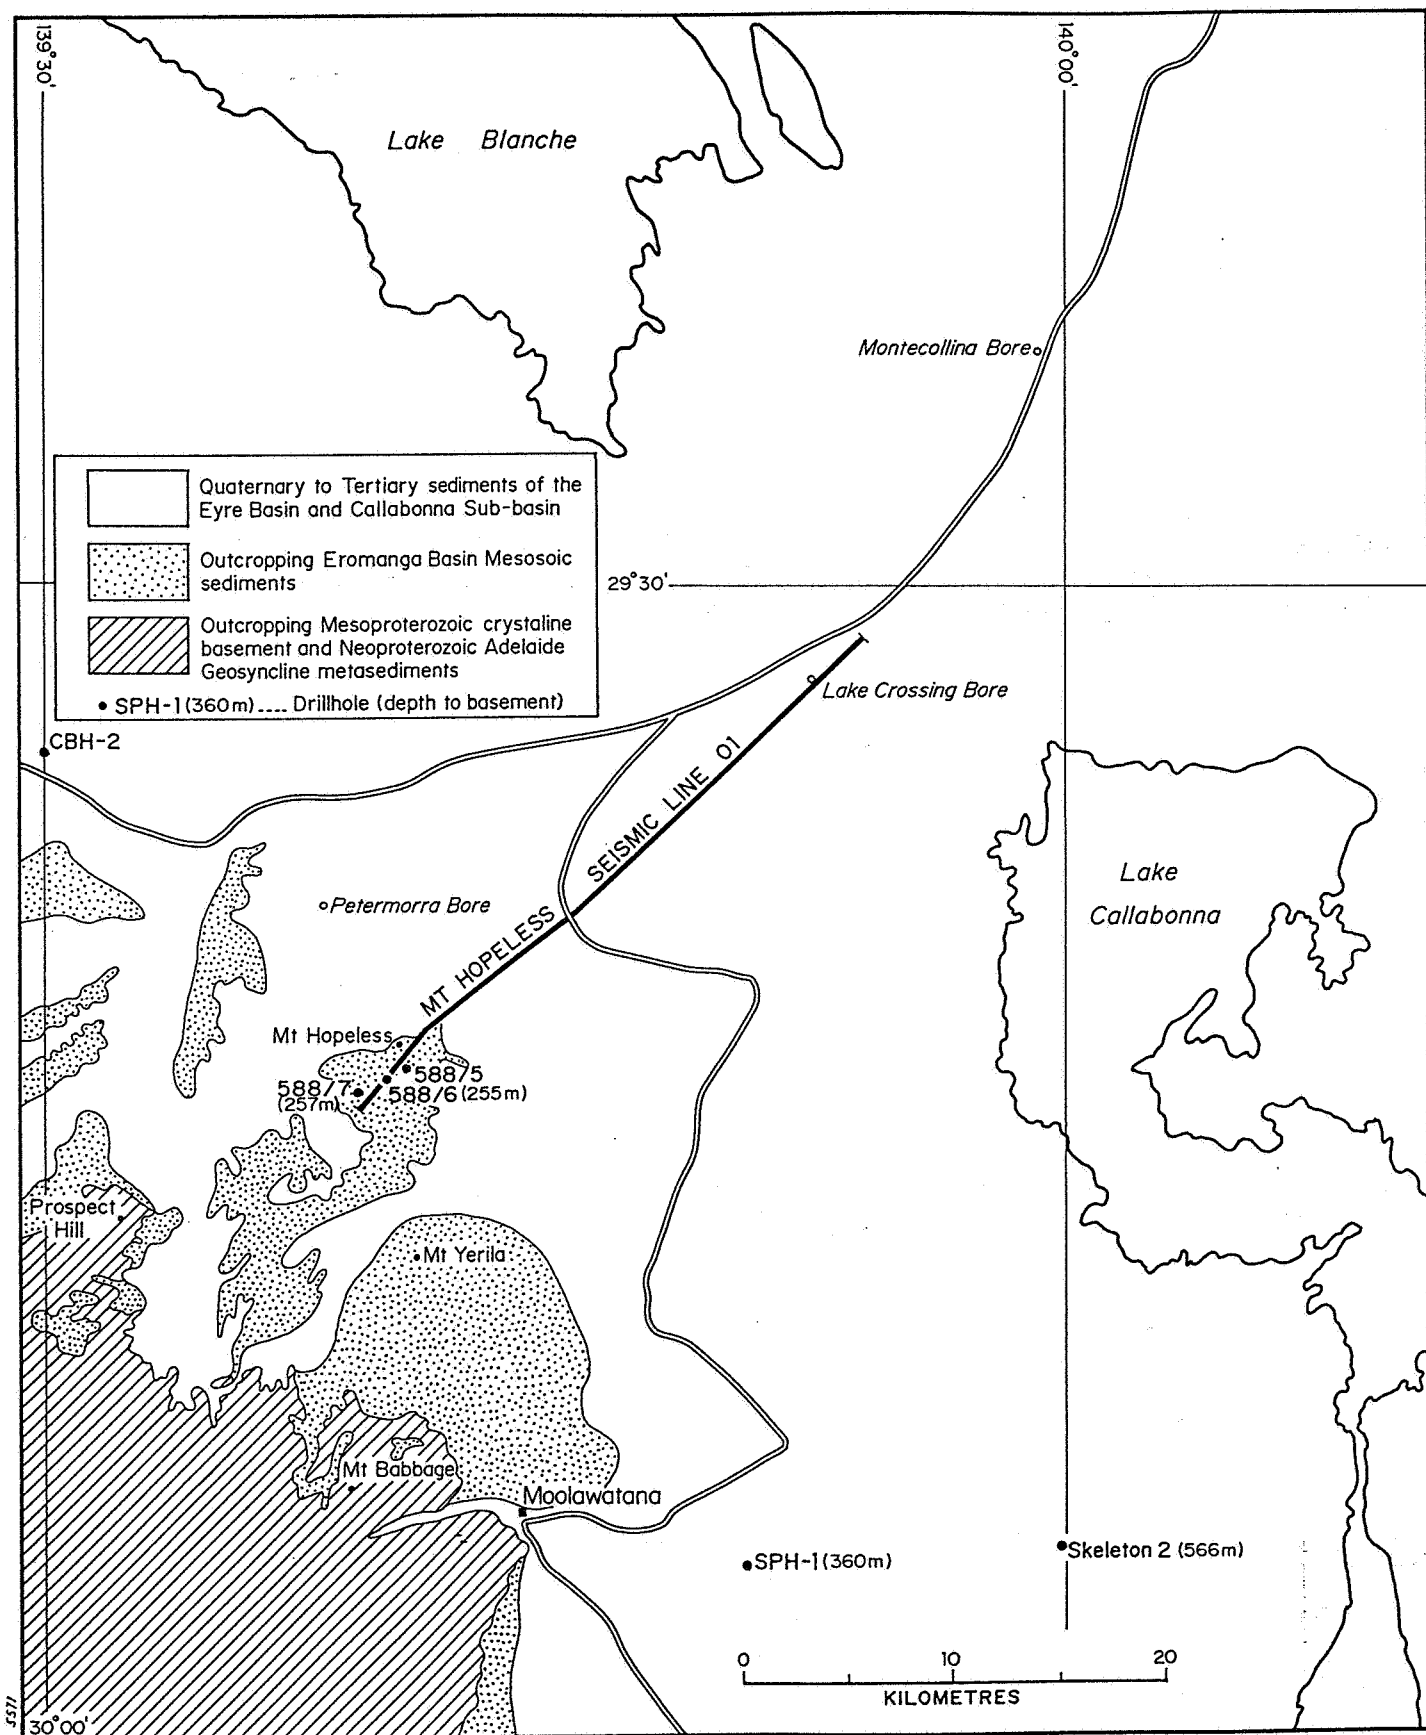 139°30'
140°00'
Lake Blanche
Montecollina Bore
Quaternary to Tertiary sediments of the
Eyre Basin and Callabonna Sub-basin
Outcropping Eromanga Basin Mesosoic
sediments
Outcropping Mesoproterozoic crystaline
basement and Neoproterozoic Adelaide
Geosyncline metasediments
SPH-1(360m).... Drillhole (depth to basement)
29°30'
Lake Crossing Bore
CBH-2
MT HOPELESS SEISMIC LINE 01
Lake
Callabonna
Petermorra Bore
Mt Hopeless
588/5
588/7
(257m)
588/6 (255m)
Prospect
Hill
Mt Yerila
Mt Babbage
Moolawatana
SPH-1(360m)
Skeleton 2 (566m)
0 10 20
KILOMETRES
30°00'